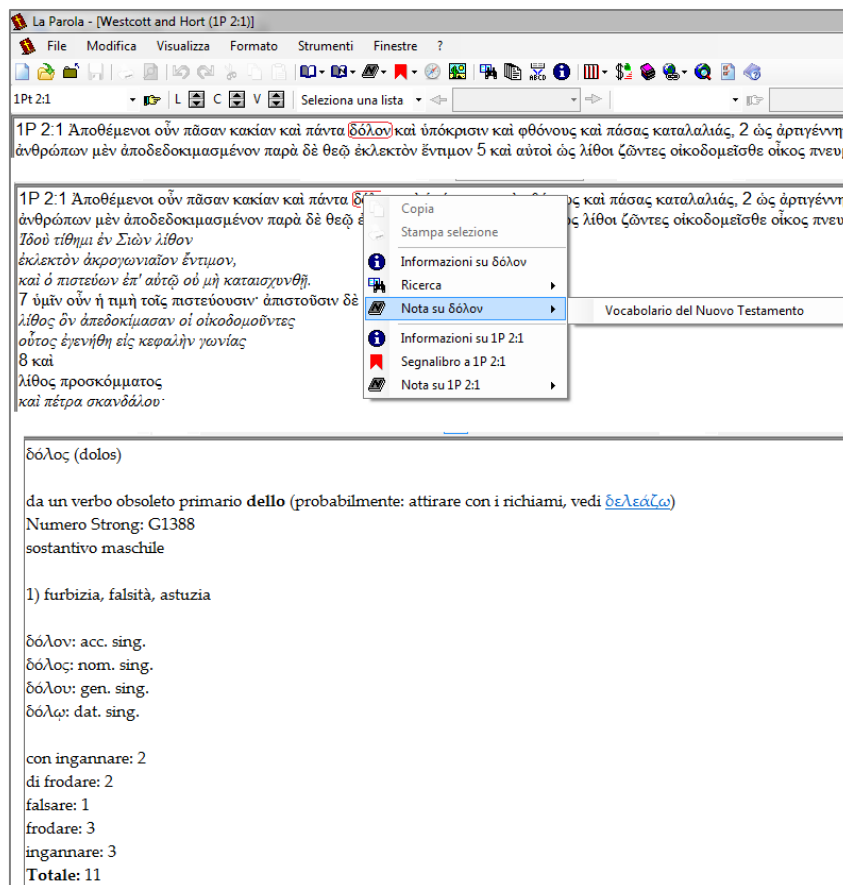 La Parola - [Westcott and Hort (1P 2:1)]
File Modifica Visualizza Formato Strumenti Finestre ?
1Pt 2:1 L C V Seleziona una lista
1P 2:1 Ἀποθέμενοι οὖν πᾶσαν κακίαν καὶ πάντα δόλον καὶ ὑπόκρισιν καὶ φθόνους καὶ πάσας καταλαλιάς, 2 ὡς ἀρτιγέννη
ἀνθρώπων μὲν ἀποδεδοκιμασμένον παρὰ δὲ θεῷ ἐκλεκτὸν ἔντιμον 5 καὶ αὐτοὶ ὡς λίθοι ζῶντες οἰκοδομεῖσθε οἶκος πνευμ
1P 2:1 Ἀποθέμενοι οὖν πᾶσαν κακίαν καὶ πάντα ς καὶ πάσας καταλαλιάς, 2 ὡς ἀρτιγέννη
ἀνθρώπων μὲν ἀποδεδοκιμασμένον παρὰ δὲ θεῷ ἐ ς λίθοι ζῶντες οἰκοδομεῖσθε οἶκος πνευ
Ἰδοὺ τίθημι ἐν Σιὼν λίθον
ἐκλεκτὸν ἀκρογωνιαῖον ἔντιμον,
καὶ ὁ πιστεύων ἐπ' αὐτῷ οὐ μὴ καταισχυνθῇ.
7 ὑμῖν οὖν ἡ τιμὴ τοῖς πιστεύουσιν· ἀπιστοῦσιν δὲ
λίθος ὃν ἀπεδοκίμασαν οἱ οἰκοδομοῦντες
οὗτος ἐγενήθη εἰς κεφαλὴν γωνίας
8 καὶ
λίθος προσκόμματος
καὶ πέτρα σκανδάλου·
Copia
Stampa selezione
Informazioni su δόλον
Ricerca
Nota su δόλον
Vocabolario del Nuovo Testamento
Informazioni su 1P 2:1
Segnalibro a 1P 2:1
Nota su 1P 2:1
δόλος (dolos)
da un verbo obsoleto primario dello (probabilmente: attirare con i richiami, vedi δελεάζω)
Numero Strong: G1388
sostantivo maschile
1) furbizia, falsità, astuzia
δόλον: acc. sing.
δόλος: nom. sing.
δόλου: gen. sing.
δόλῳ: dat. sing.
con ingannare: 2
di frodare: 2
falsare: 1
frodare: 3
ingannare: 3
Totale: 11